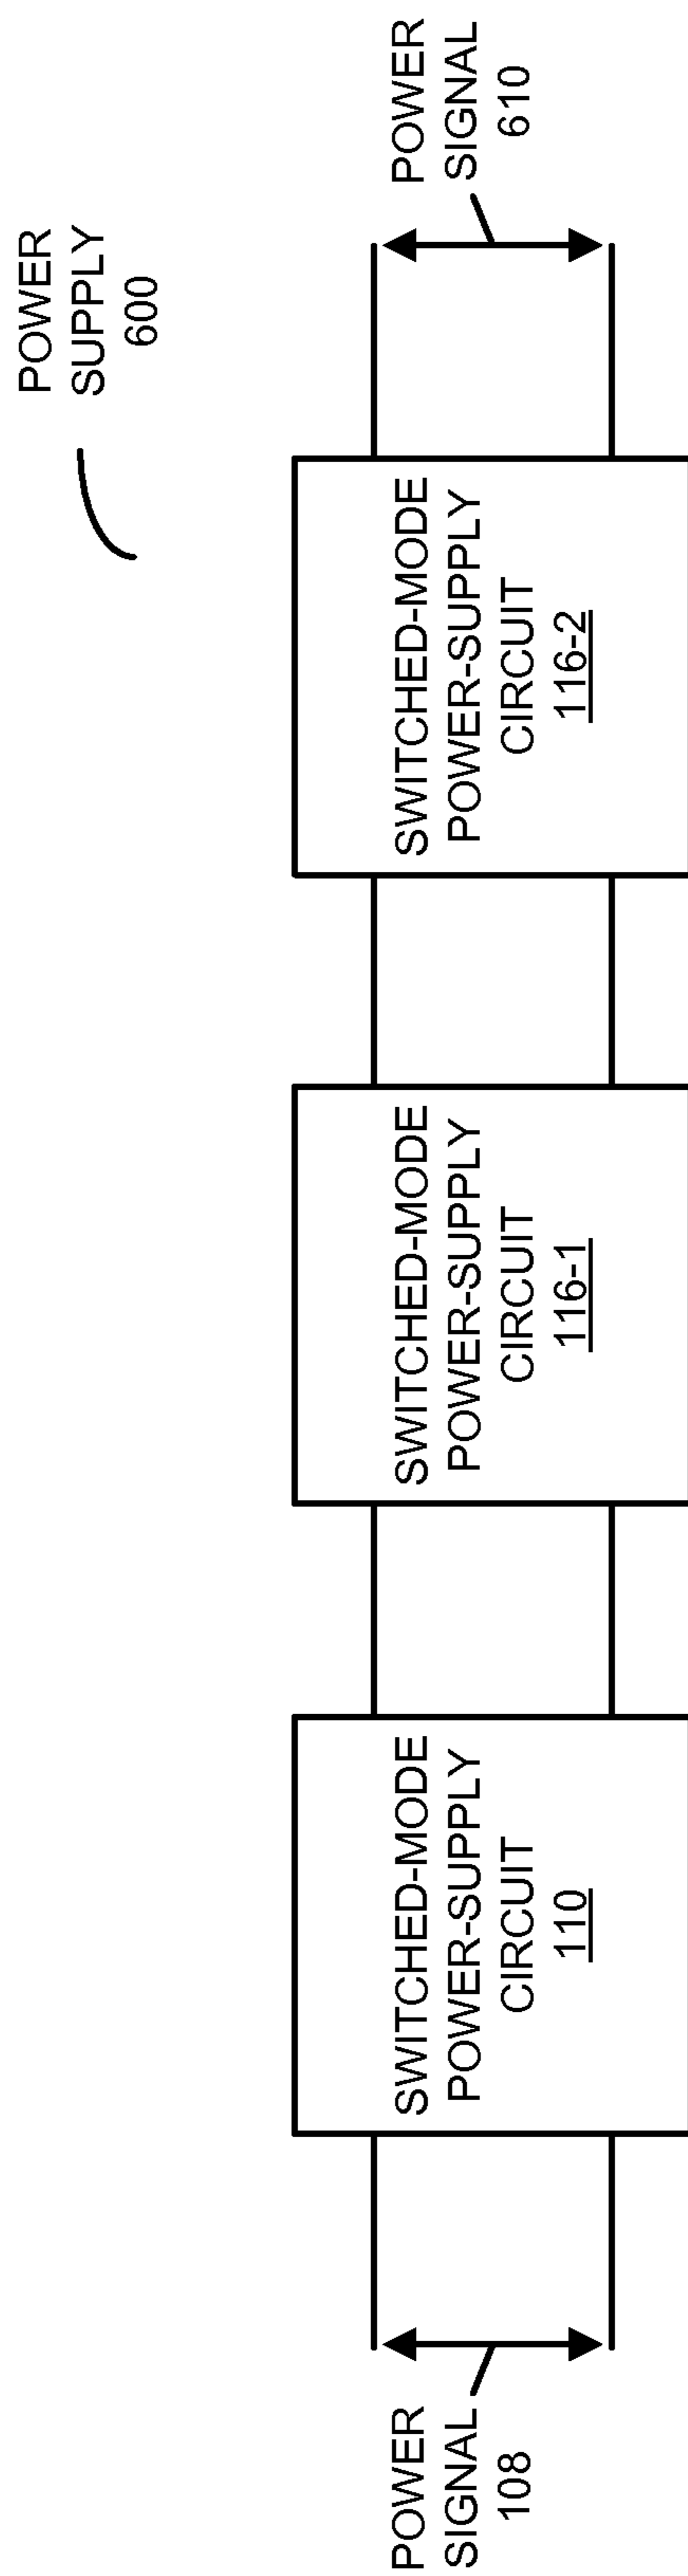 POWER
SUPPLY
600
POWER
SIGNAL
108
SWITCHED-MODE
POWER-SUPPLY
CIRCUIT
110
SWITCHED-MODE
POWER-SUPPLY
CIRCUIT
116-1
SWITCHED-MODE
POWER-SUPPLY
CIRCUIT
116-2
POWER
SIGNAL
610